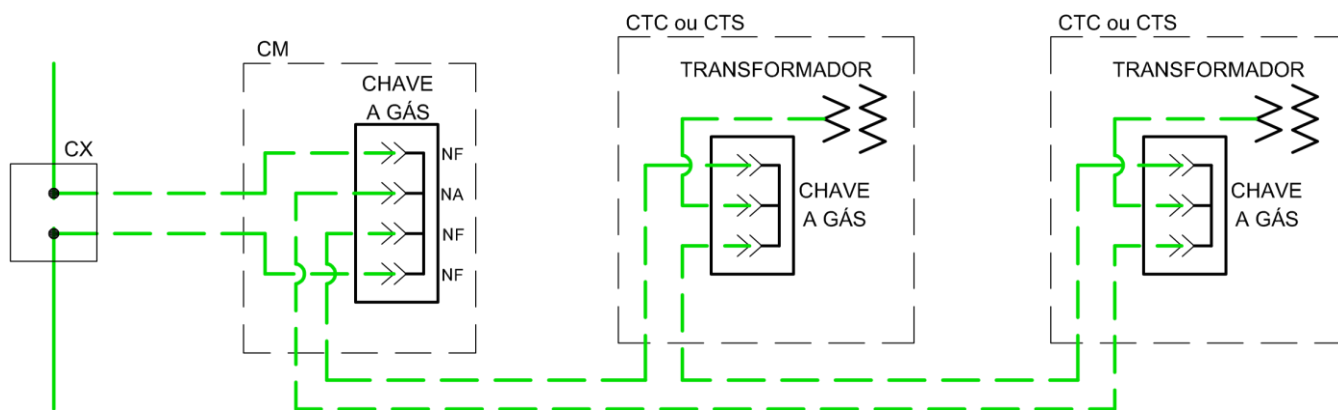 CX
CM
CHAVE
A GÁS
NF
NA
NF
NF
CTC ou CTS
TRANSFORMADOR
CHAVE
A GÁS
CTC ou CTS
TRANSFORMADOR
CHAVE
A GÁS